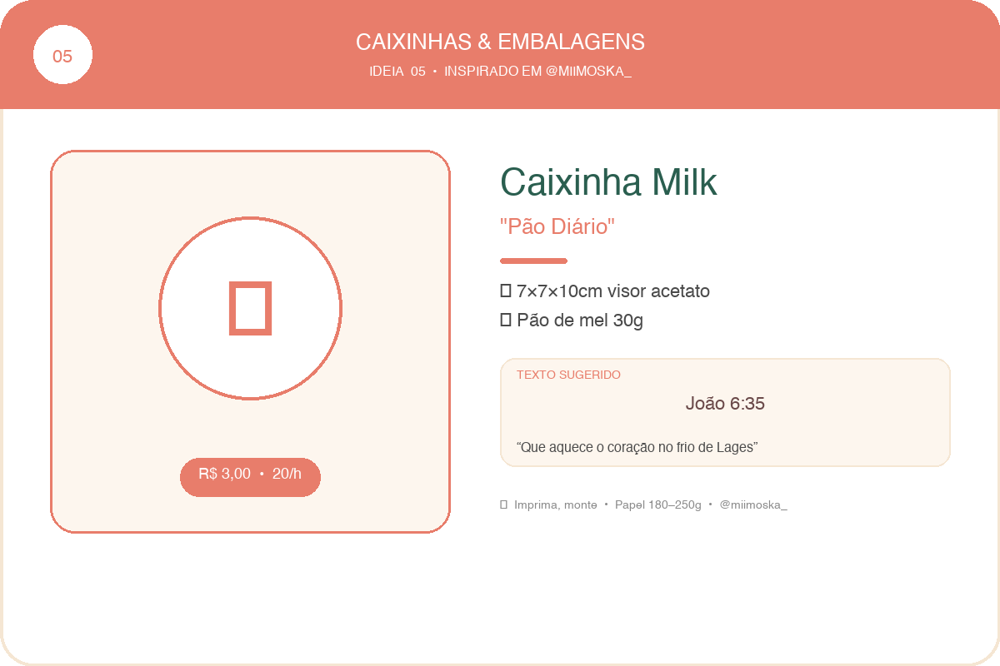 05
CAIXINHAS & EMBALAGENS
IDEIA 05 • INSPIRADO EM @MIIMOSKA_
Caixinha Milk
"Pão Diário"
7×7×10cm visor acetato
Pão de mel 30g
TEXTO SUGERIDO
João 6:35
“Que aquece o coração no frio de Lages”
R$ 3,00 • 20/h
Imprima, monte • Papel 180–250g • @miimoska_